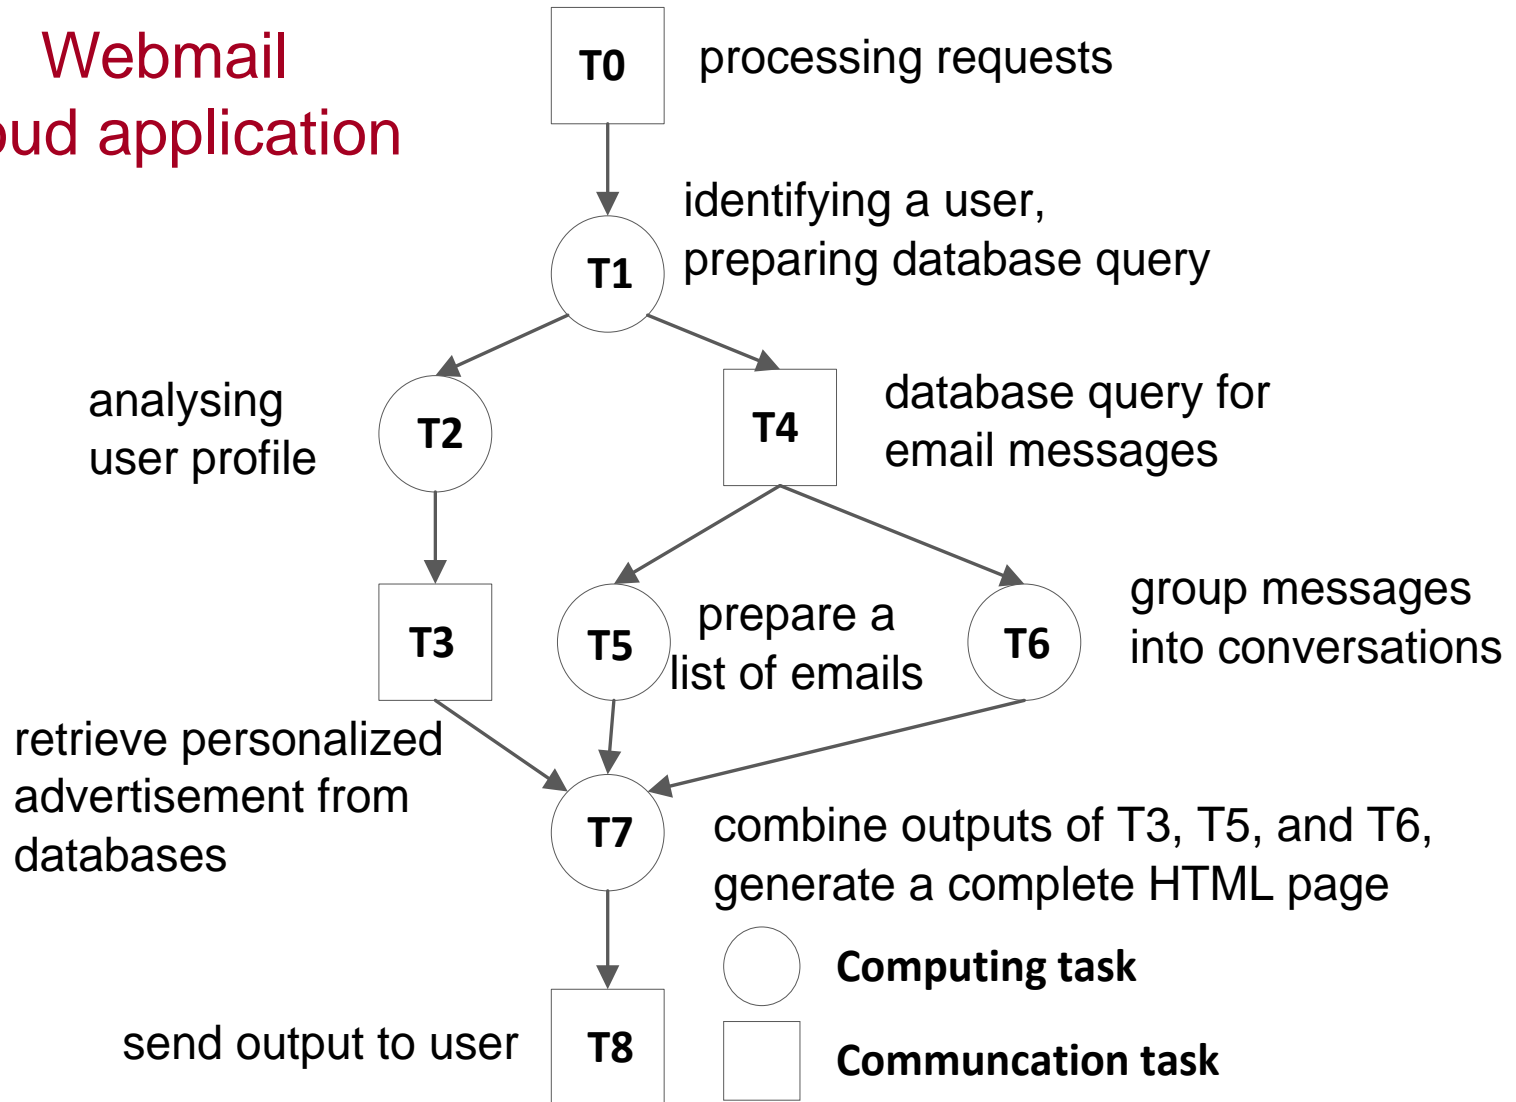 Webmail
oud application
T0
processing requests
T1
identifying a user,
preparing database query
analysing
user profile
T2
T4
database query for
email messages
T3
T5
prepare a
list of emails
T6
group messages
into conversations
retrieve personalized
advertisement from
databases
T7
combine outputs of T3, T5, and T6,
generate a complete HTML page
Computing task
send output to user
T8
Communcation task